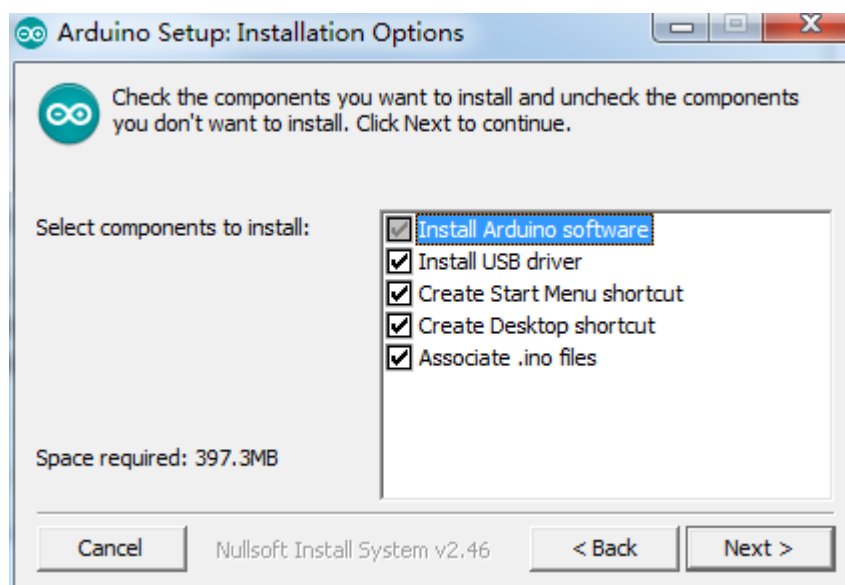 Arduino Setup: Installation Options
Check the components you want to install and uncheck the components
you don't want to install. Click Next to continue.
Select components to install:
Install Arduino software
Install USB driver
Create Start Menu shortcut
Create Desktop shortcut
Associate .ino files
Space required: 397.3MB
Cancel
Nullsoft Install System v2.46
< Back
Next >